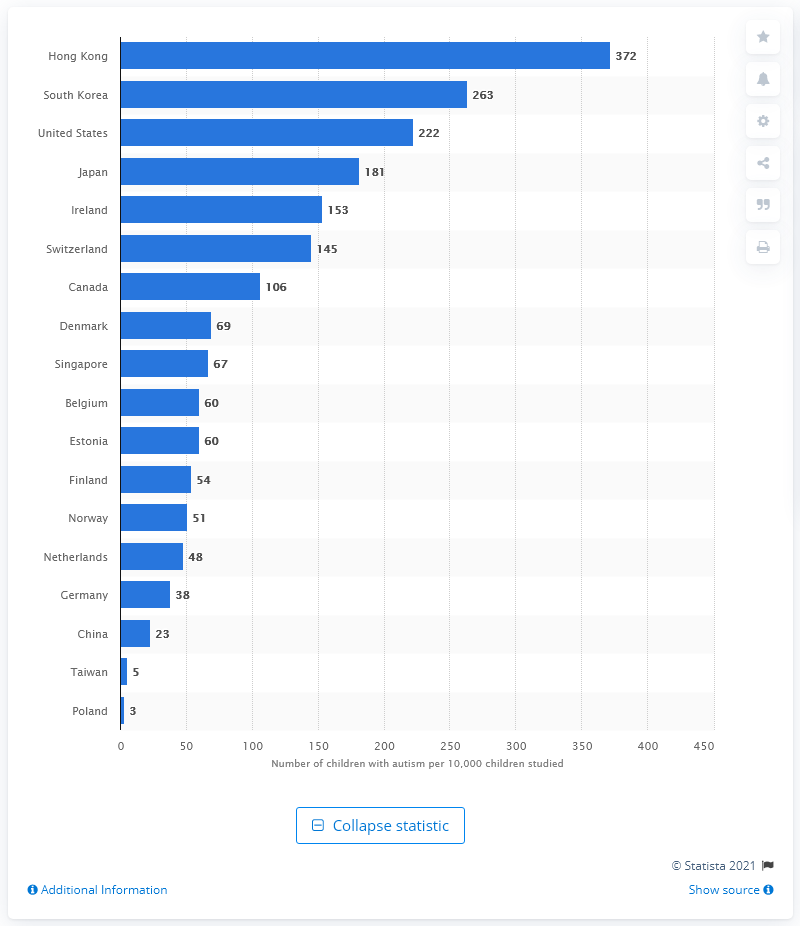 Hong Kong 372
South Korea 263
United States 222
Japan 181
Ireland 153
Switzerland 145
Canada 106
Denmark 69
Singapore 67
Belgium 60
Estonia 60
Finland 54
Norway 51
Netherlands 48
Germany 38
China 23
Taiwan 5
Poland 3
0 50 100 150 200 250 300 350 400 450
Number of children with autism per 10,000 children studied
Collapse statistic
© Statista 2021
Additional Information Show source